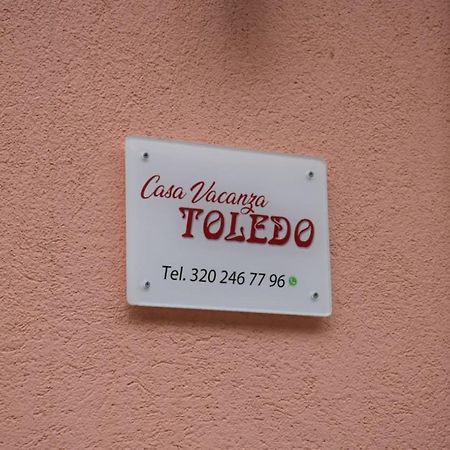 Casa Vacanza
TOLEDO
Tel. 320 246 77 96